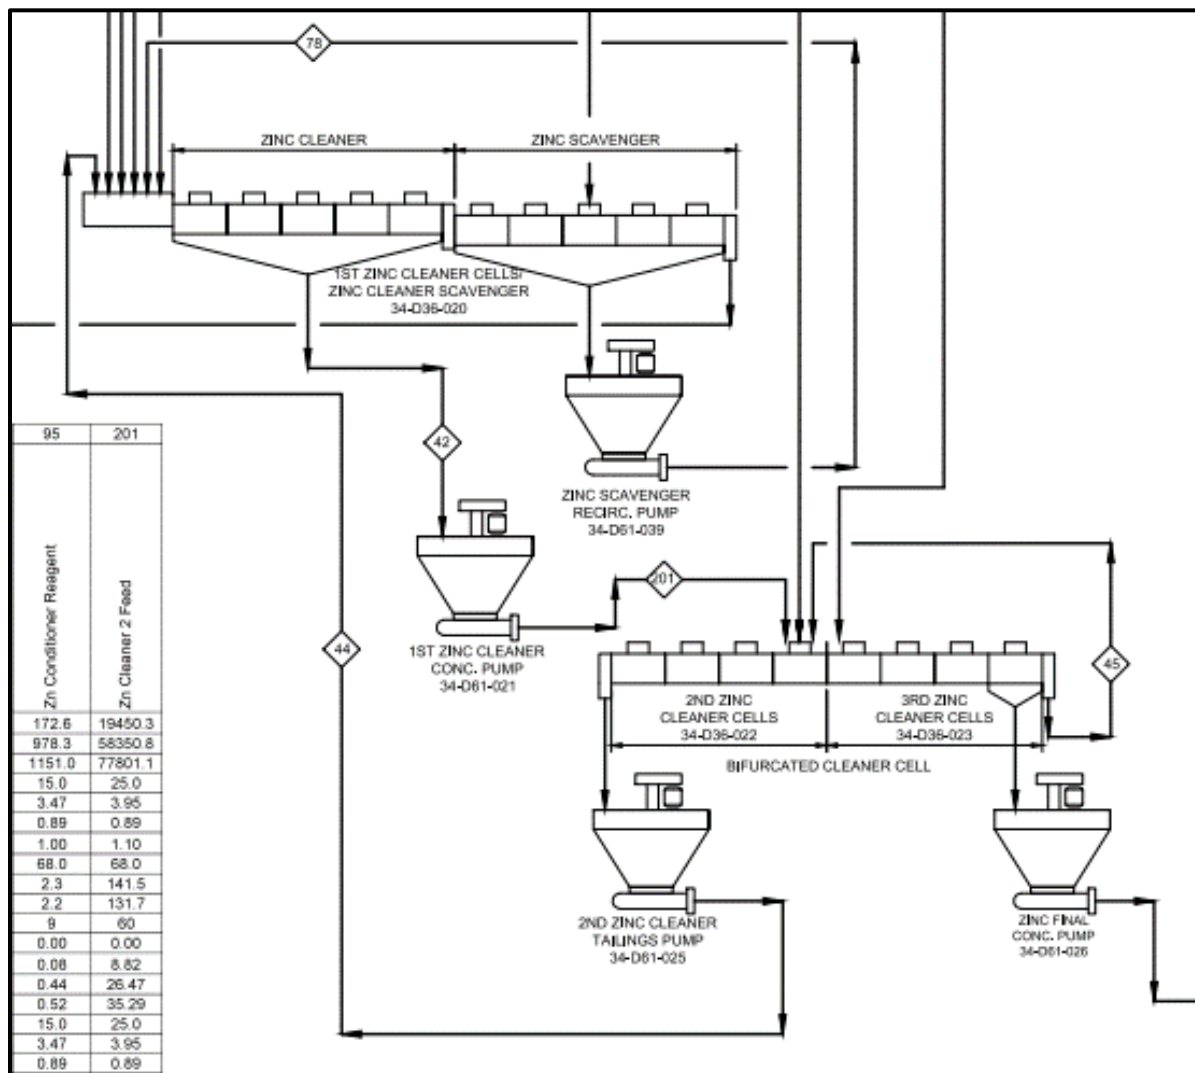 78
ZINC CLEANER
ZINC SCAVENGER
1ST ZINC CLEANER CELLS/
ZINC CLEANER SCAVENGER
34-D36-020
42
ZINC SCAVENGER
RECIRC. PUMP
34-D61-039
1ST ZINC CLEANER
CONC. PUMP
34-D61-021
201
44
45
2ND ZINC
CLEANER CELLS
34-D36-022
3RD ZINC
CLEANER CELLS
34-D36-023
BIFURCATED CLEANER CELL
2ND ZINC CLEANER
TAILINGS PUMP
34-D61-025
ZINC FINAL
CONC. PUMP
34-D61-026
95 201
Zn Conditioner Reagent
Zn Cleaner 2 Feed
172.6 19450.3
978.3 58350.8
1151.0 77801.1
15.0 25.0
3.47 3.95
0.89 0.89
1.00 1.10
68.0 68.0
2.3 141.5
2.2 131.7
9 60
0.00 0.00
0.08 8.82
0.44 26.47
0.52 35.29
15.0 25.0
3.47 3.95
0.89 0.89